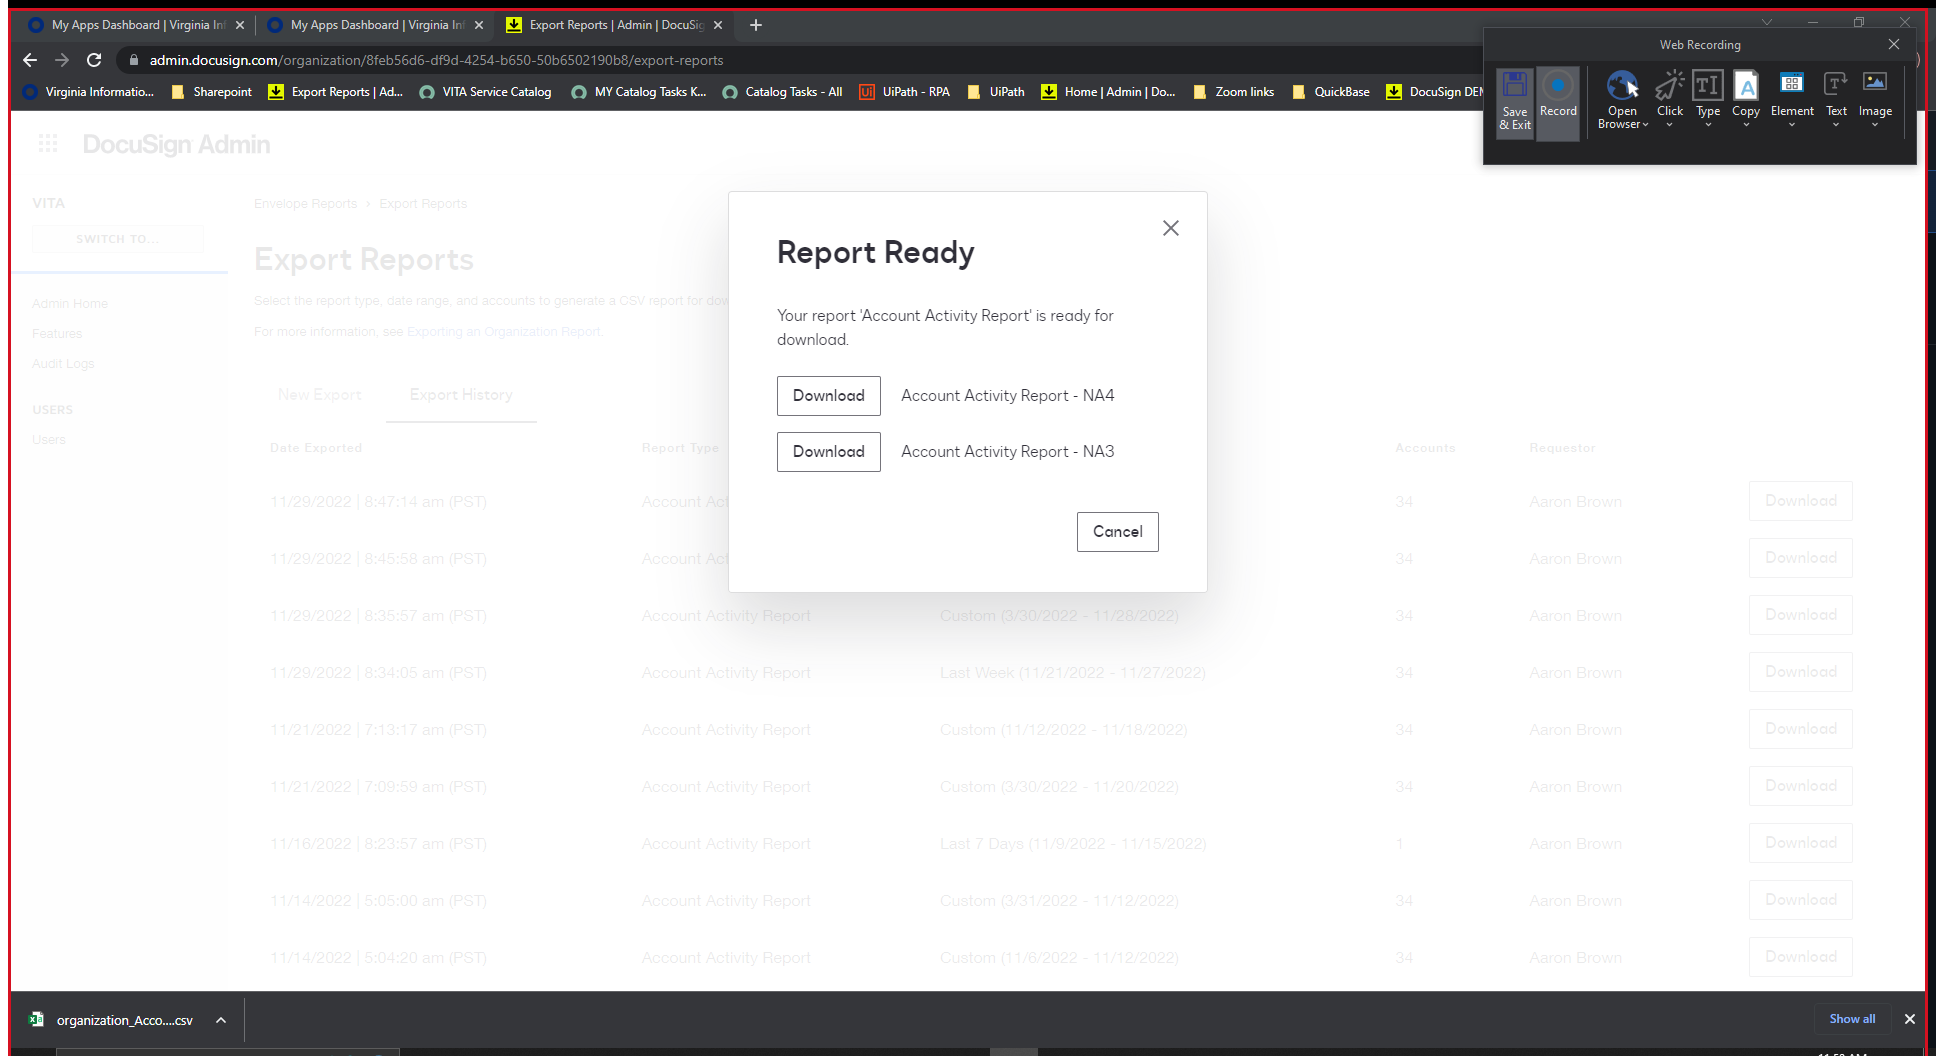 My Apps Dashboard | Virginia Inf
My Apps Dashboard | Virginia Inf
Export Reports | Admin | DocuSig
admin.docusign.com/organization/8feb56d6-df9d-4254-b650-50b6502190b8/export-reports
Virginia Informatio...
Sharepoint
Export Reports | Ad...
VITA Service Catalog
MY Catalog Tasks K...
Catalog Tasks - All
UiPath - RPA
UiPath
Home | Admin | Do...
Zoom links
QuickBase
DocuSign DEM
Web Recording
Save & Exit
Record
Open Browser
Click
Type
Copy
Element
Text
Image
DocuSign Admin
VITA
SWITCH TO...
Admin Home
Features
Audit Logs
USERS
Users
Envelope Reports › Export Reports
Export Reports
Select the report type, date range, and accounts to generate a CSV report for dow
For more information, see Exporting an Organization Report.
New Export
Export History
Date Exported Report Type Accounts Requestor
11/29/2022 | 8:47:14 am (PST) Account Act 34 Aaron Brown Download
11/29/2022 | 8:45:58 am (PST) Account Act 34 Aaron Brown Download
11/29/2022 | 8:35:57 am (PST) Account Activity Report Custom (3/30/2022 - 11/28/2022) 34 Aaron Brown Download
11/29/2022 | 8:34:05 am (PST) Account Activity Report Last Week (11/21/2022 - 11/27/2022) 34 Aaron Brown Download
11/21/2022 | 7:13:17 am (PST) Account Activity Report Custom (11/12/2022 - 11/18/2022) 34 Aaron Brown Download
11/21/2022 | 7:09:59 am (PST) Account Activity Report Custom (3/30/2022 - 11/20/2022) 34 Aaron Brown Download
11/16/2022 | 8:23:57 am (PST) Account Activity Report Last 7 Days (11/9/2022 - 11/15/2022) 1 Aaron Brown Download
11/14/2022 | 5:05:00 am (PST) Account Activity Report Custom (3/31/2022 - 11/12/2022) 34 Aaron Brown Download
11/14/2022 | 5:04:20 am (PST) Account Activity Report Custom (11/6/2022 - 11/12/2022) 34 Aaron Brown Download
Report Ready
Your report 'Account Activity Report' is ready for
download.
Download Account Activity Report - NA4
Download Account Activity Report - NA3
Cancel
organization_Acco....csv
Show all